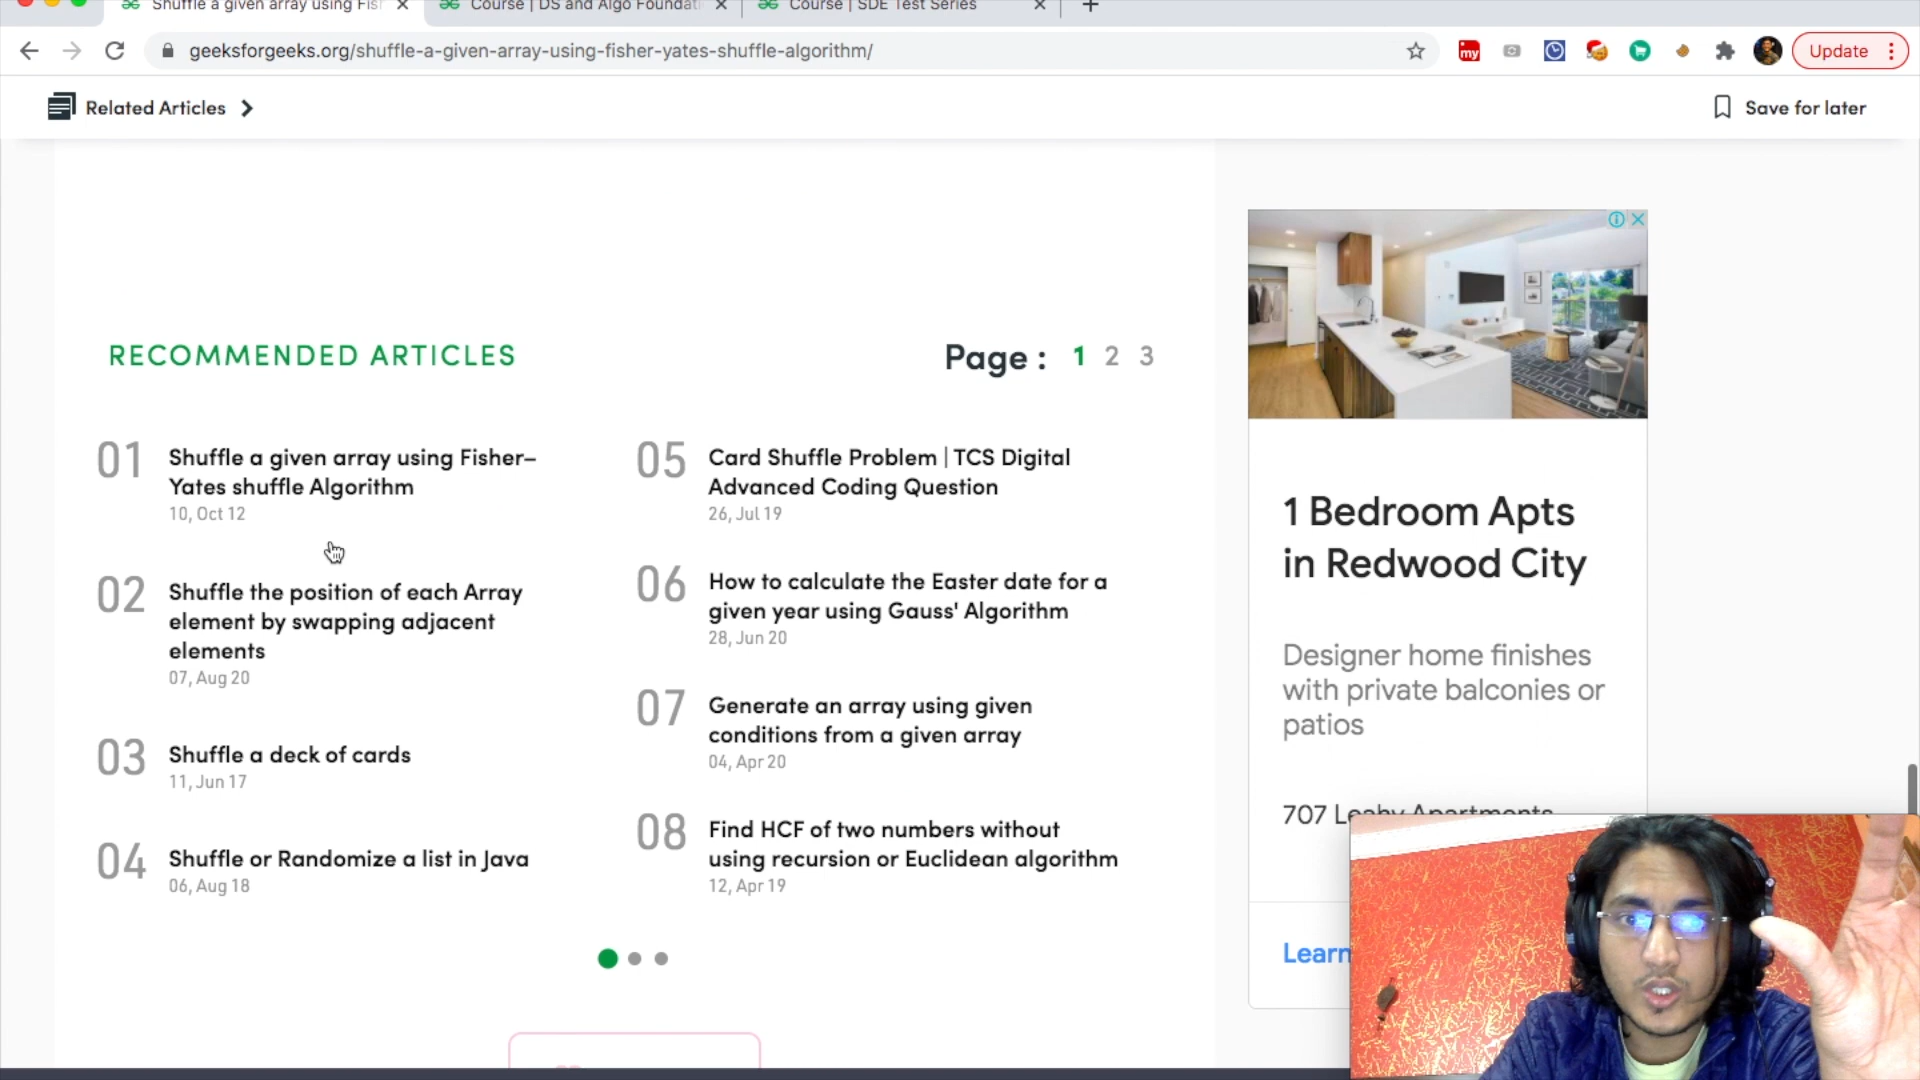 Shuffle a given array using Fis
Course | DS and Algo Foundati
Course | SDE Test Series
geeksforgeeks.org/shuffle-a-given-array-using-fisher-yates-shuffle-algorithm/
my
Update
Related Articles
Save for later
RECOMMENDED ARTICLES
Page : 1 2 3
01
Shuffle a given array using Fisher–
Yates shuffle Algorithm
10, Oct 12
02
Shuffle the position of each Array
element by swapping adjacent
elements
07, Aug 20
03
Shuffle a deck of cards
11, Jun 17
04
Shuffle or Randomize a list in Java
06, Aug 18
05
Card Shuffle Problem | TCS Digital
Advanced Coding Question
26, Jul 19
06
How to calculate the Easter date for a
given year using Gauss' Algorithm
28, Jun 20
07
Generate an array using given
conditions from a given array
04, Apr 20
08
Find HCF of two numbers without
using recursion or Euclidean algorithm
12, Apr 19
1 Bedroom Apts
in Redwood City
Designer home finishes
with private balconies or
patios
707 Leahy Apartments
Learn